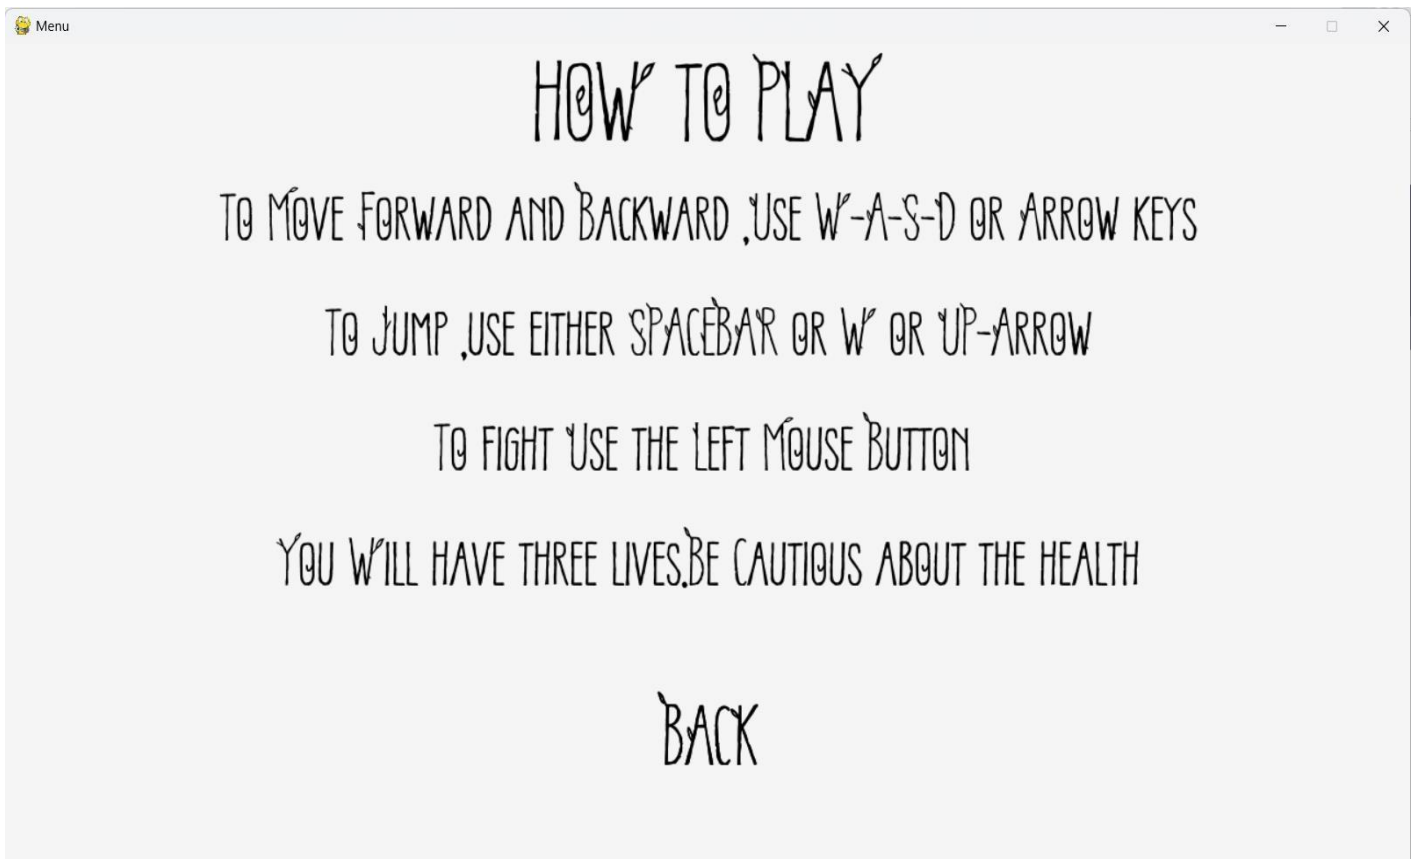 Menu
How to Play
To Move Forward and Backward ,Use W-A-S-D or Arrow keys
To Jump ,use either SPACEBAR or W or Up-Arrow
To fight Use the Left Mouse Button
You Will have three lives.Be Cautious about the health
Back